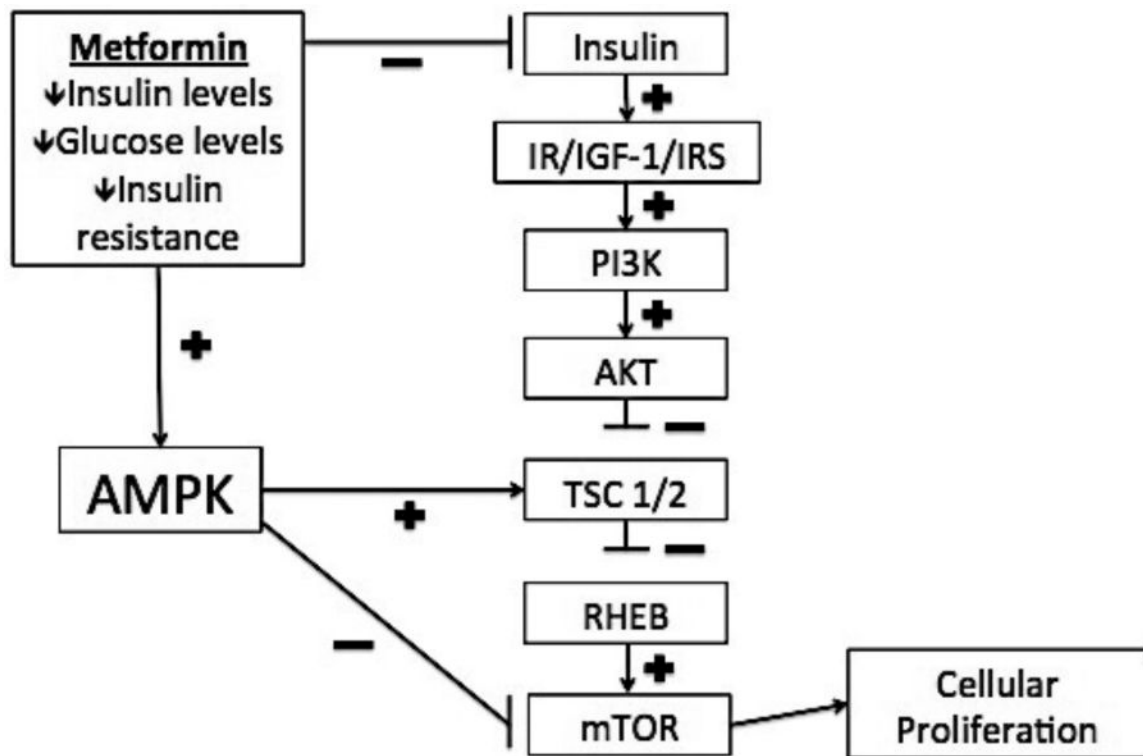 Metformin
↓Insulin levels
↓Glucose levels
↓Insulin
resistance
−
Insulin
+
IR/IGF-1/IRS
+
PI3K
+
AKT
−
+
AMPK
+
TSC 1/2
−
RHEB
−
+
mTOR
Cellular
Proliferation